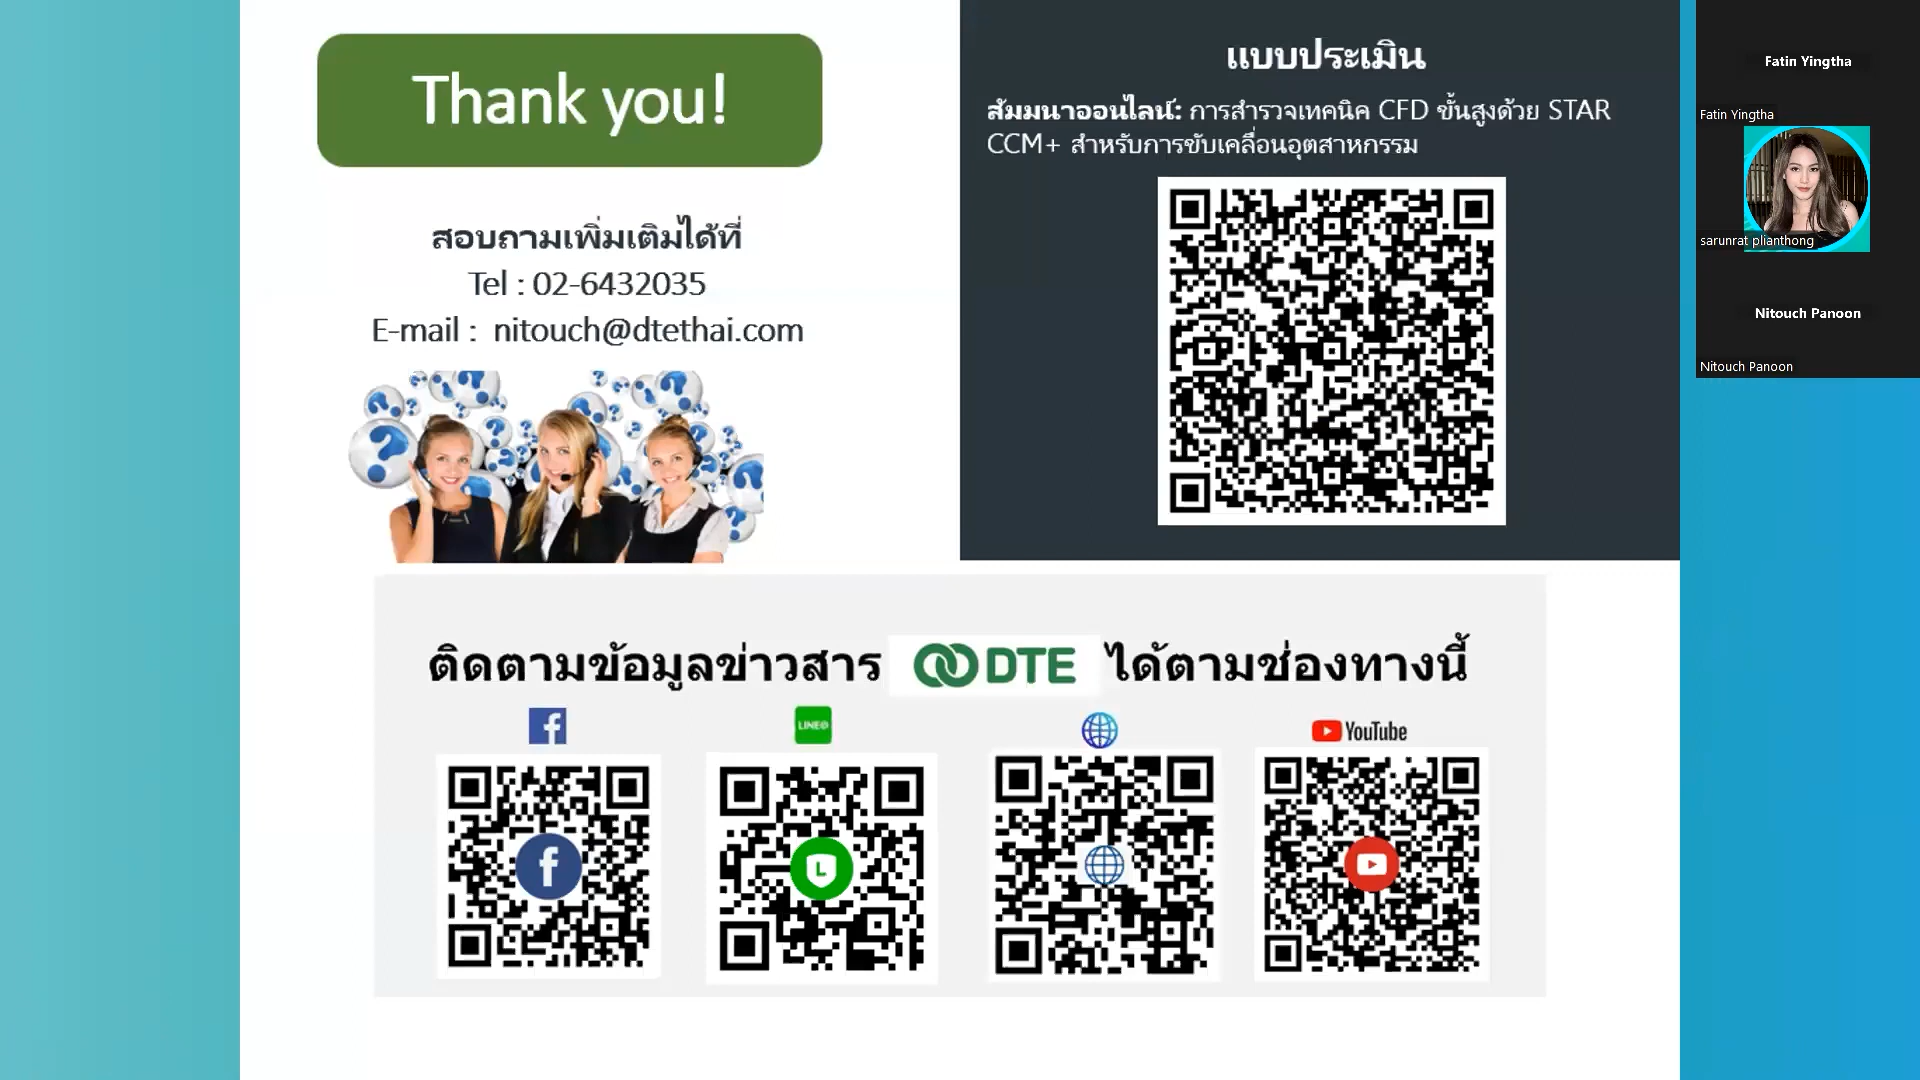 Thank you!
สอบถามเพิ่มเติมได้ที่
Tel : 02-6432035
E-mail : nitouch@dtethai.com
แบบประเมิน
สัมมนาออนไลน์: การสำรวจเทคนิค CFD ขั้นสูงด้วย STAR
CCM+ สำหรับการขับเคลื่อนอุตสาหกรรม
ติดตามข้อมูลข่าวสาร DTE ได้ตามช่องทางนี้
LINE@
YouTube
Fatin Yingtha
Fatin Yingtha
sarunrat plianthong
Nitouch Panoon
Nitouch Panoon